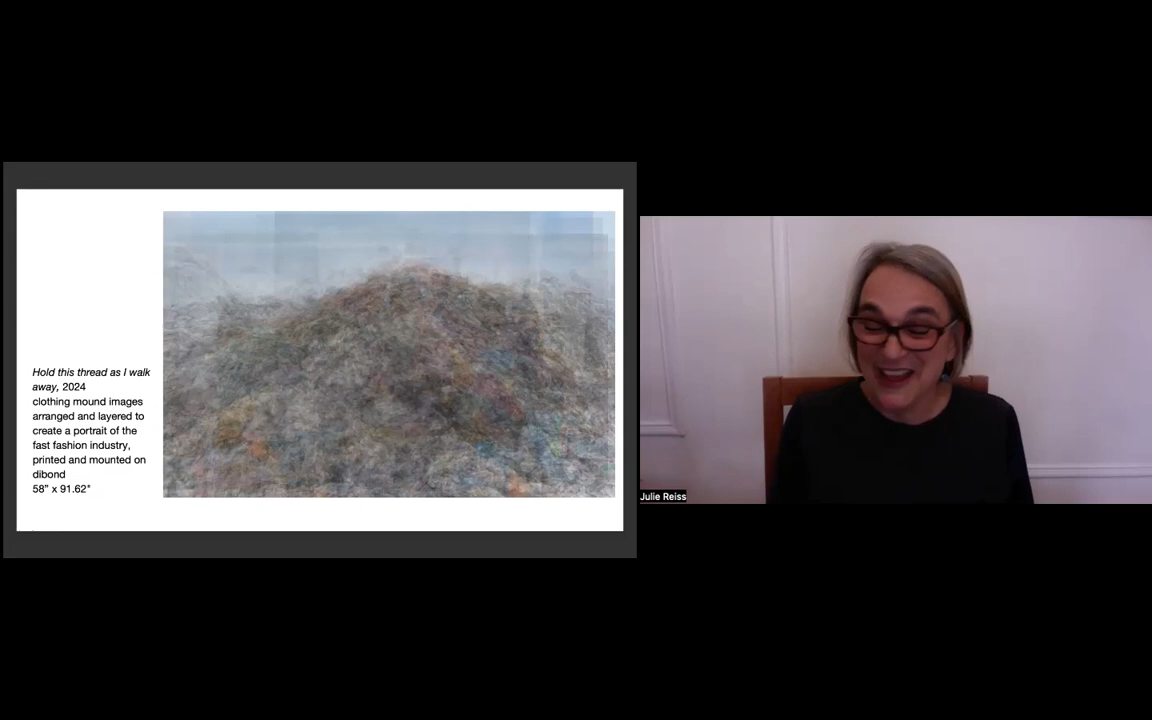 Hold this thread as I walk
away, 2024
clothing mound images
arranged and layered to
create a portrait of the
fast fashion industry,
printed and mounted on
dibond
58” x 91.62"
Julie Reiss